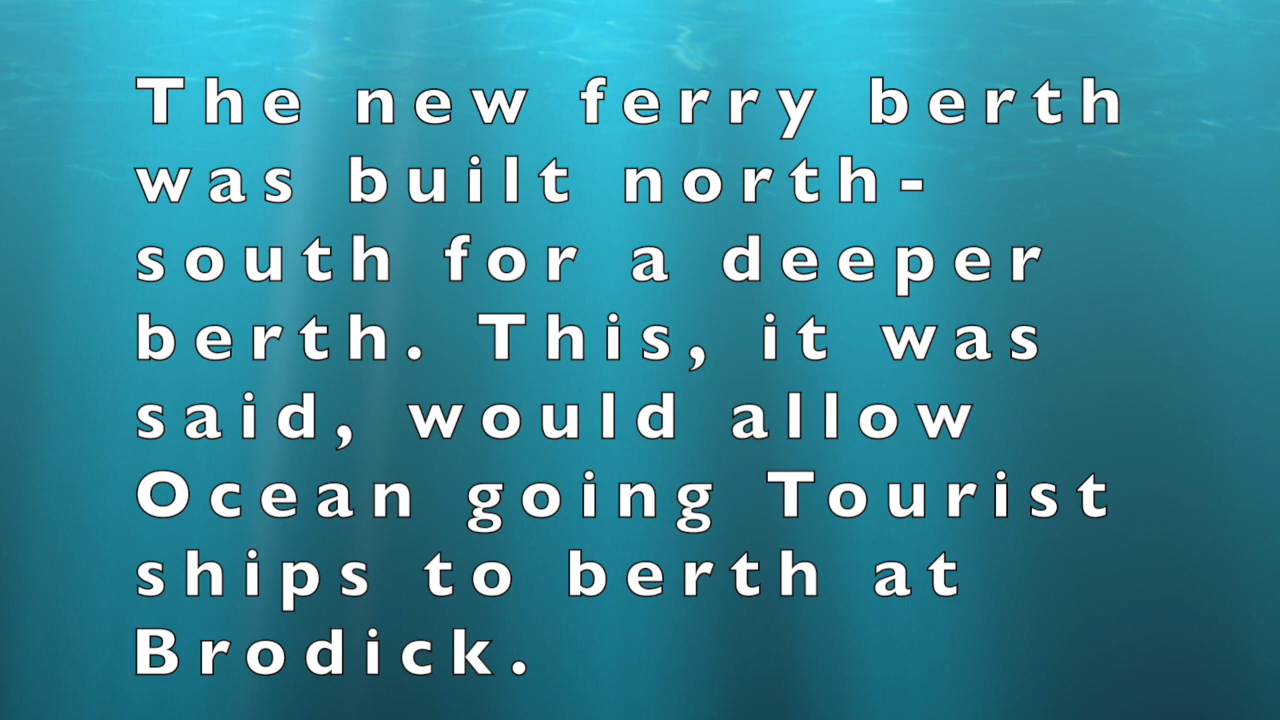 The new ferry berth
was built north-
south for a deeper
berth. This, it was
said, would allow
Ocean going Tourist
ships to berth at
Brodick.